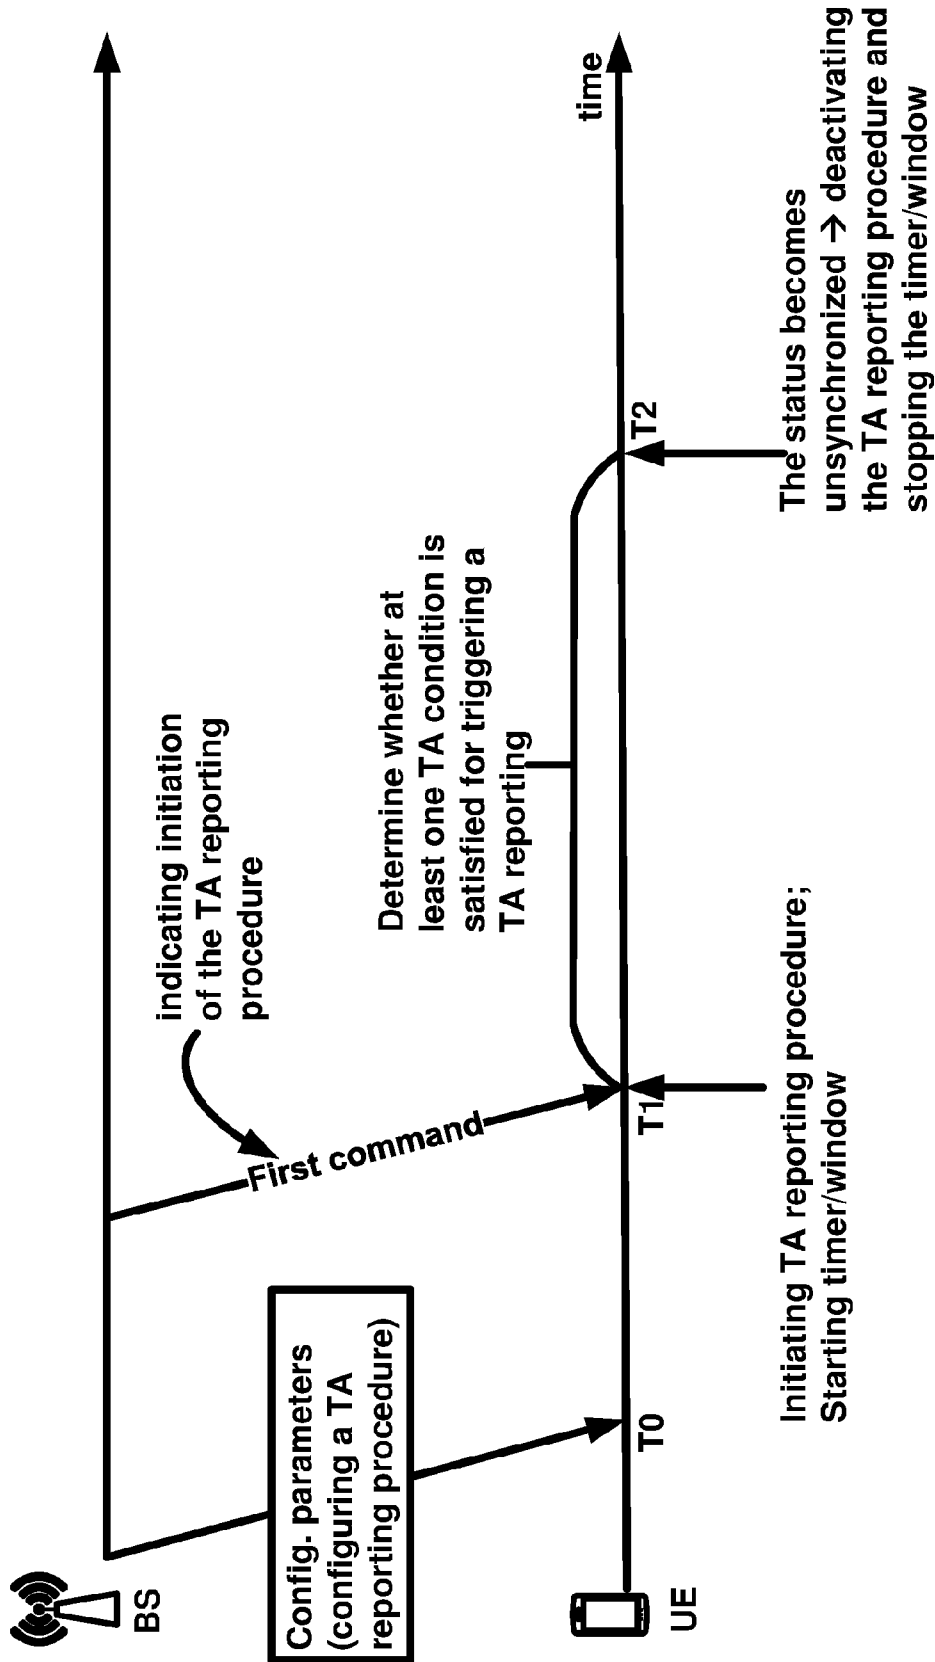 BS
Config. parameters
(configuring a TA
reporting procedure)
First command
indicating initiation
of the TA reporting
procedure
Determine whether at
least one TA condition is
satisfied for triggering a
TA reporting
time
UE
T0
T1
T2
Initiating TA reporting procedure;
Starting timer/window
The status becomes
unsynchronized → deactivating
the TA reporting procedure and
stopping the timer/window